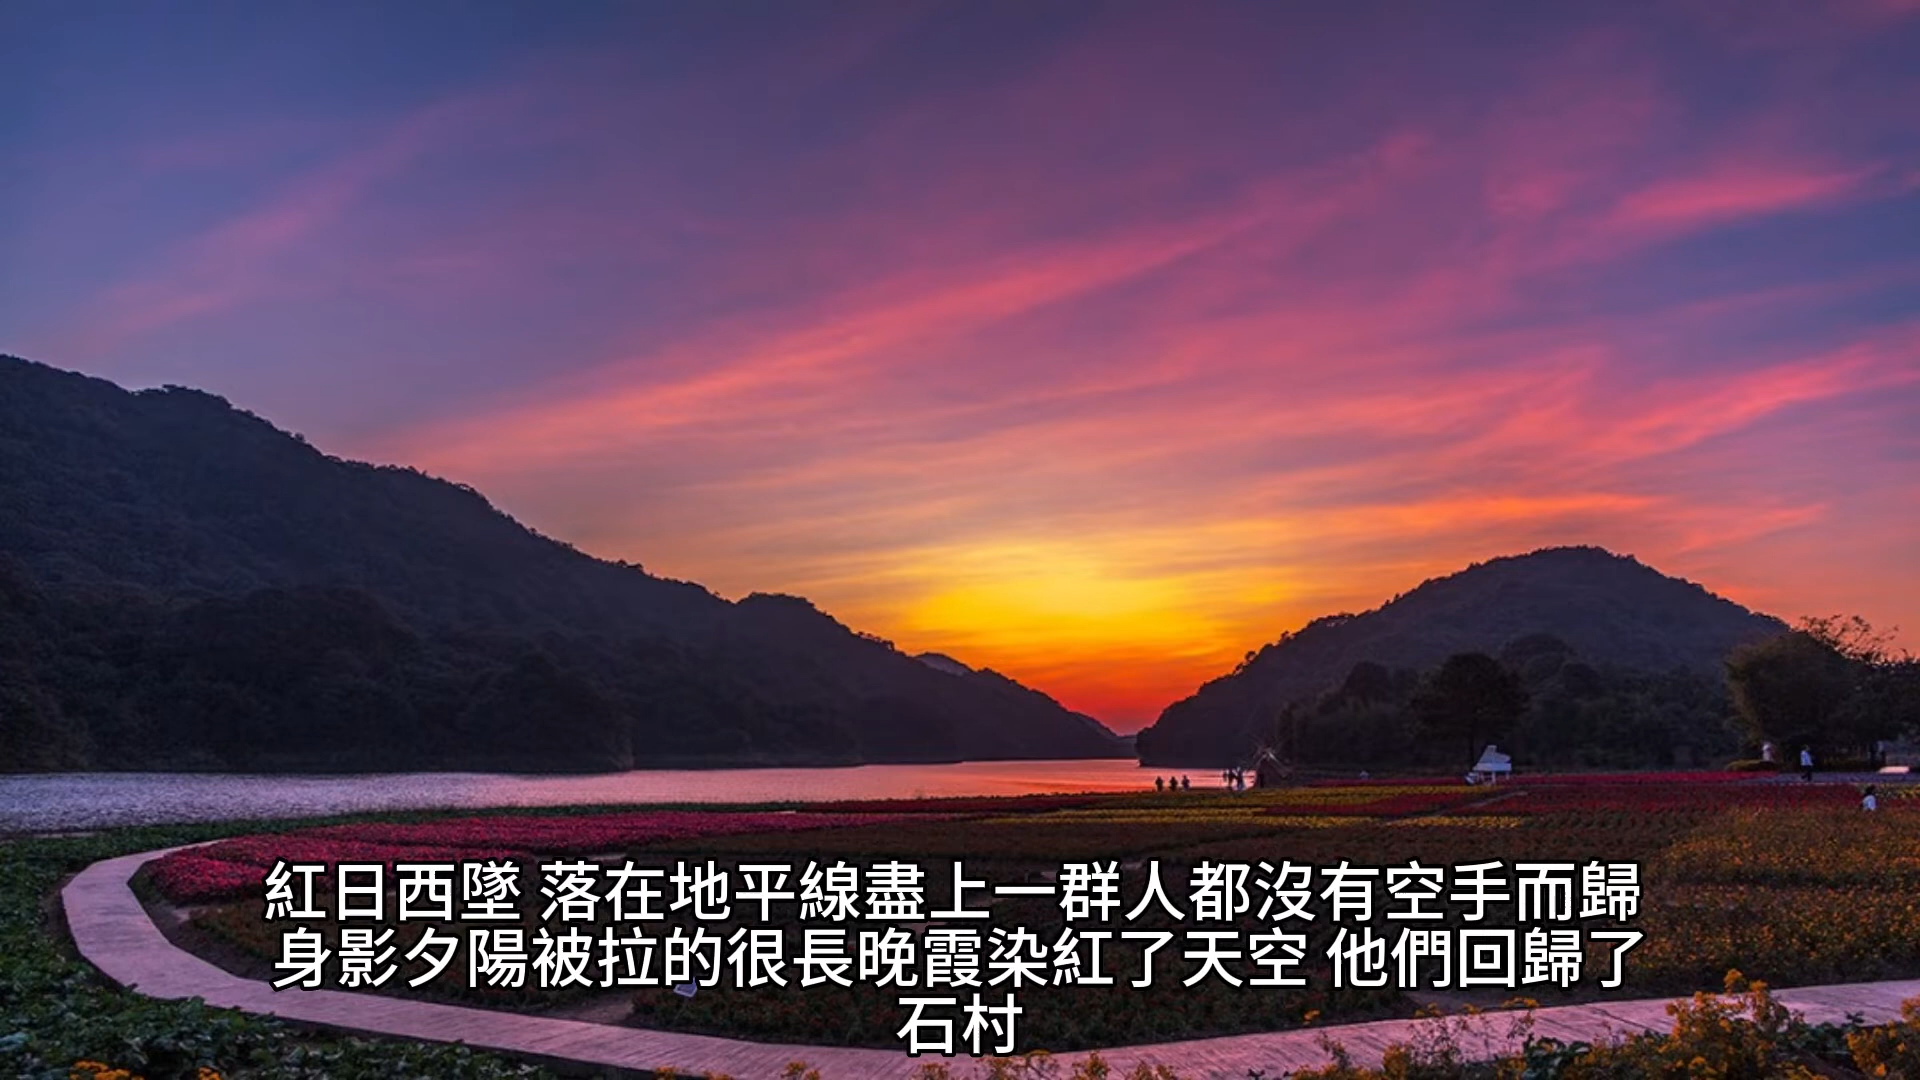 紅日西墜 落在地平線盡上一群人都沒有空手而歸
身影夕陽被拉的很長晚霞染紅了天空 他們回歸了
石村